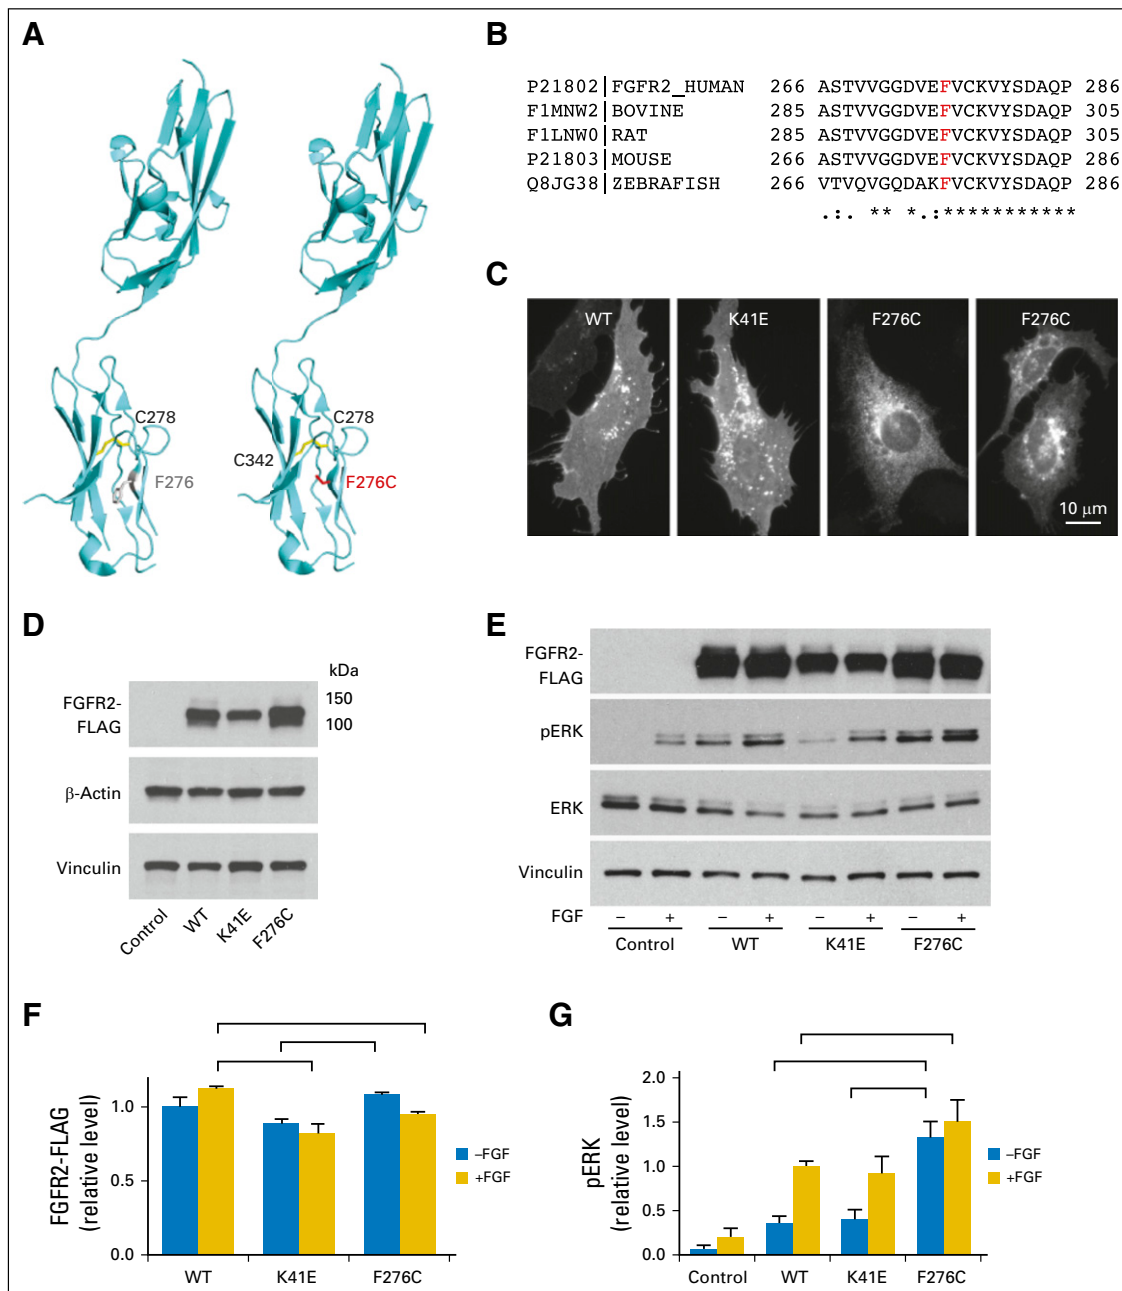 A
C278
F276
C278
C342
F276C
B
P21802 FGFR2_HUMAN 266 ASTVVGGDVEFVCKVYSDAQP 286
F1MNW2 BOVINE 285 ASTVVGGDVEFVCKVYSDAQP 305
F1LNW0 RAT 285 ASTVVGGDVEFVCKVYSDAQP 305
P21803 MOUSE 266 ASTVVGGDVEFVCKVYSDAQP 286
Q8JG38 ZEBRAFISH 266 VTVQVGQDAKFVCKVYSDAQP 286
.:. ** *.:***********
C
WT
K41E
F276C
F276C
10 µm
D
kDa
FGFR2-
FLAG
150
100
β-Actin
Vinculin
Control
WT
K41E
F276C
E
FGFR2-
FLAG
pERK
ERK
Vinculin
FGF – + – + – + – +
Control WT K41E F276C
F
FGFR2-FLAG
(relative level)
1.0
0.5
0.0
WT K41E F276C
–FGF
+FGF
G
pERK
(relative level)
2.0
1.5
1.0
0.5
0.0
Control WT K41E F276C
–FGF
+FGF